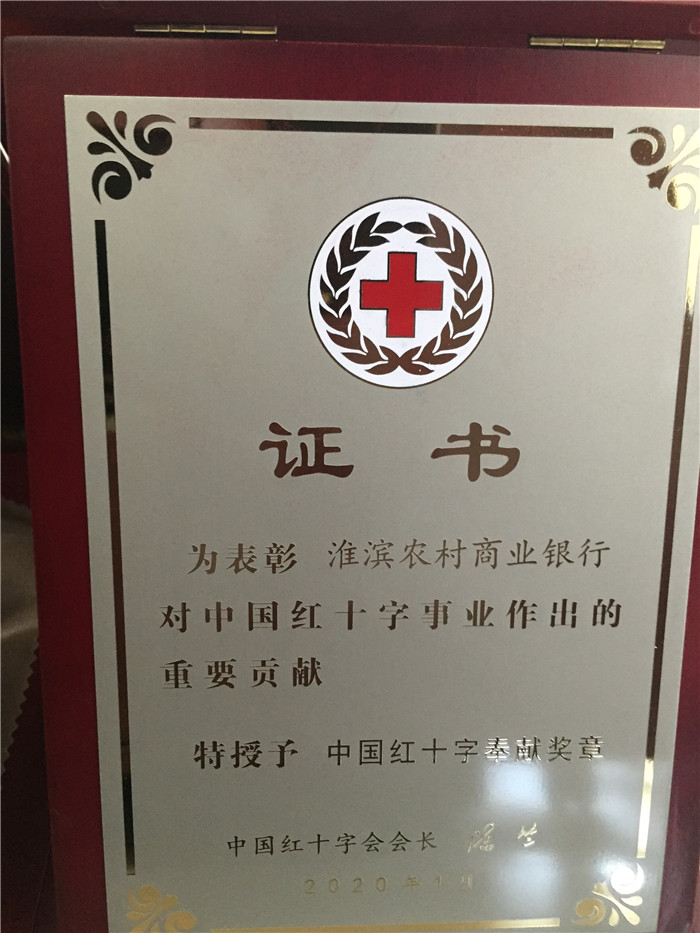 证书
为表彰 淮滨农村商业银行
对中国红十字事业作出的
重要贡献
特授予 中国红十字奉献奖章
中国红十字会会长
2020年1月